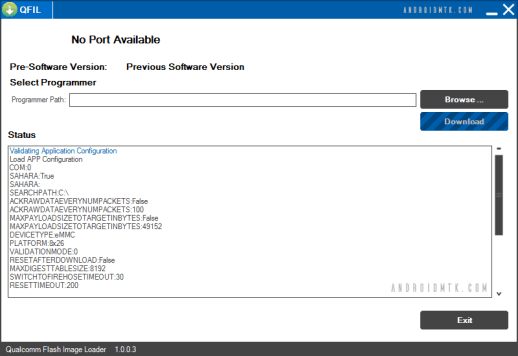 QFIL
ANDROIDMTK.COM
No Port Available
Pre-Software Version: Previous Software Version
Select Programmer
Programmer Path: Browse ...
Download
Status
Validating Application Configuration
Load APP Configuration
COM:0
SAHARA:True
SAHARA:
SEARCHPATH:C:\
ACKRAWDATAEVERYNUMPACKETS:False
ACKRAWDATAEVERYNUMPACKETS:100
MAXPAYLOADSIZETOTARGETINBYTES:False
MAXPAYLOADSIZETOTARGETINBYTES:49152
DEVICETYPE:eMMC
PLATFORM:8x26
VALIDATIONMODE:0
RESETAFTERDOWNLOAD:False
MAXDIGESTTABLESIZE:8192
SWITCHTOFIREHOSETIMEOUT:30
RESETTIMEOUT:200
ANDROIDMTK.COM
Exit
Qualcomm Flash Image Loader 1.0.0.3